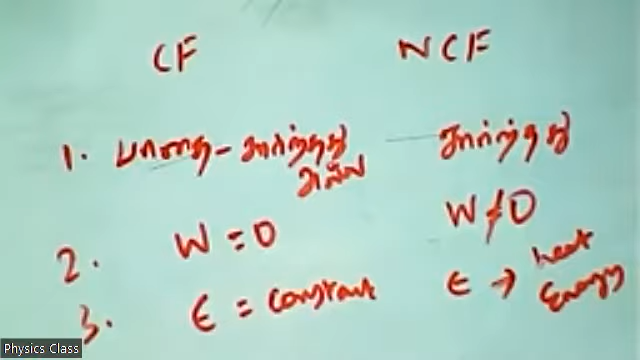 CF NCF
1. பாதை - சார்ந்தது அல்ல — சார்ந்தது
2. W = 0 W ≠ 0
3. E = constant E → heat Energy
Physics Class